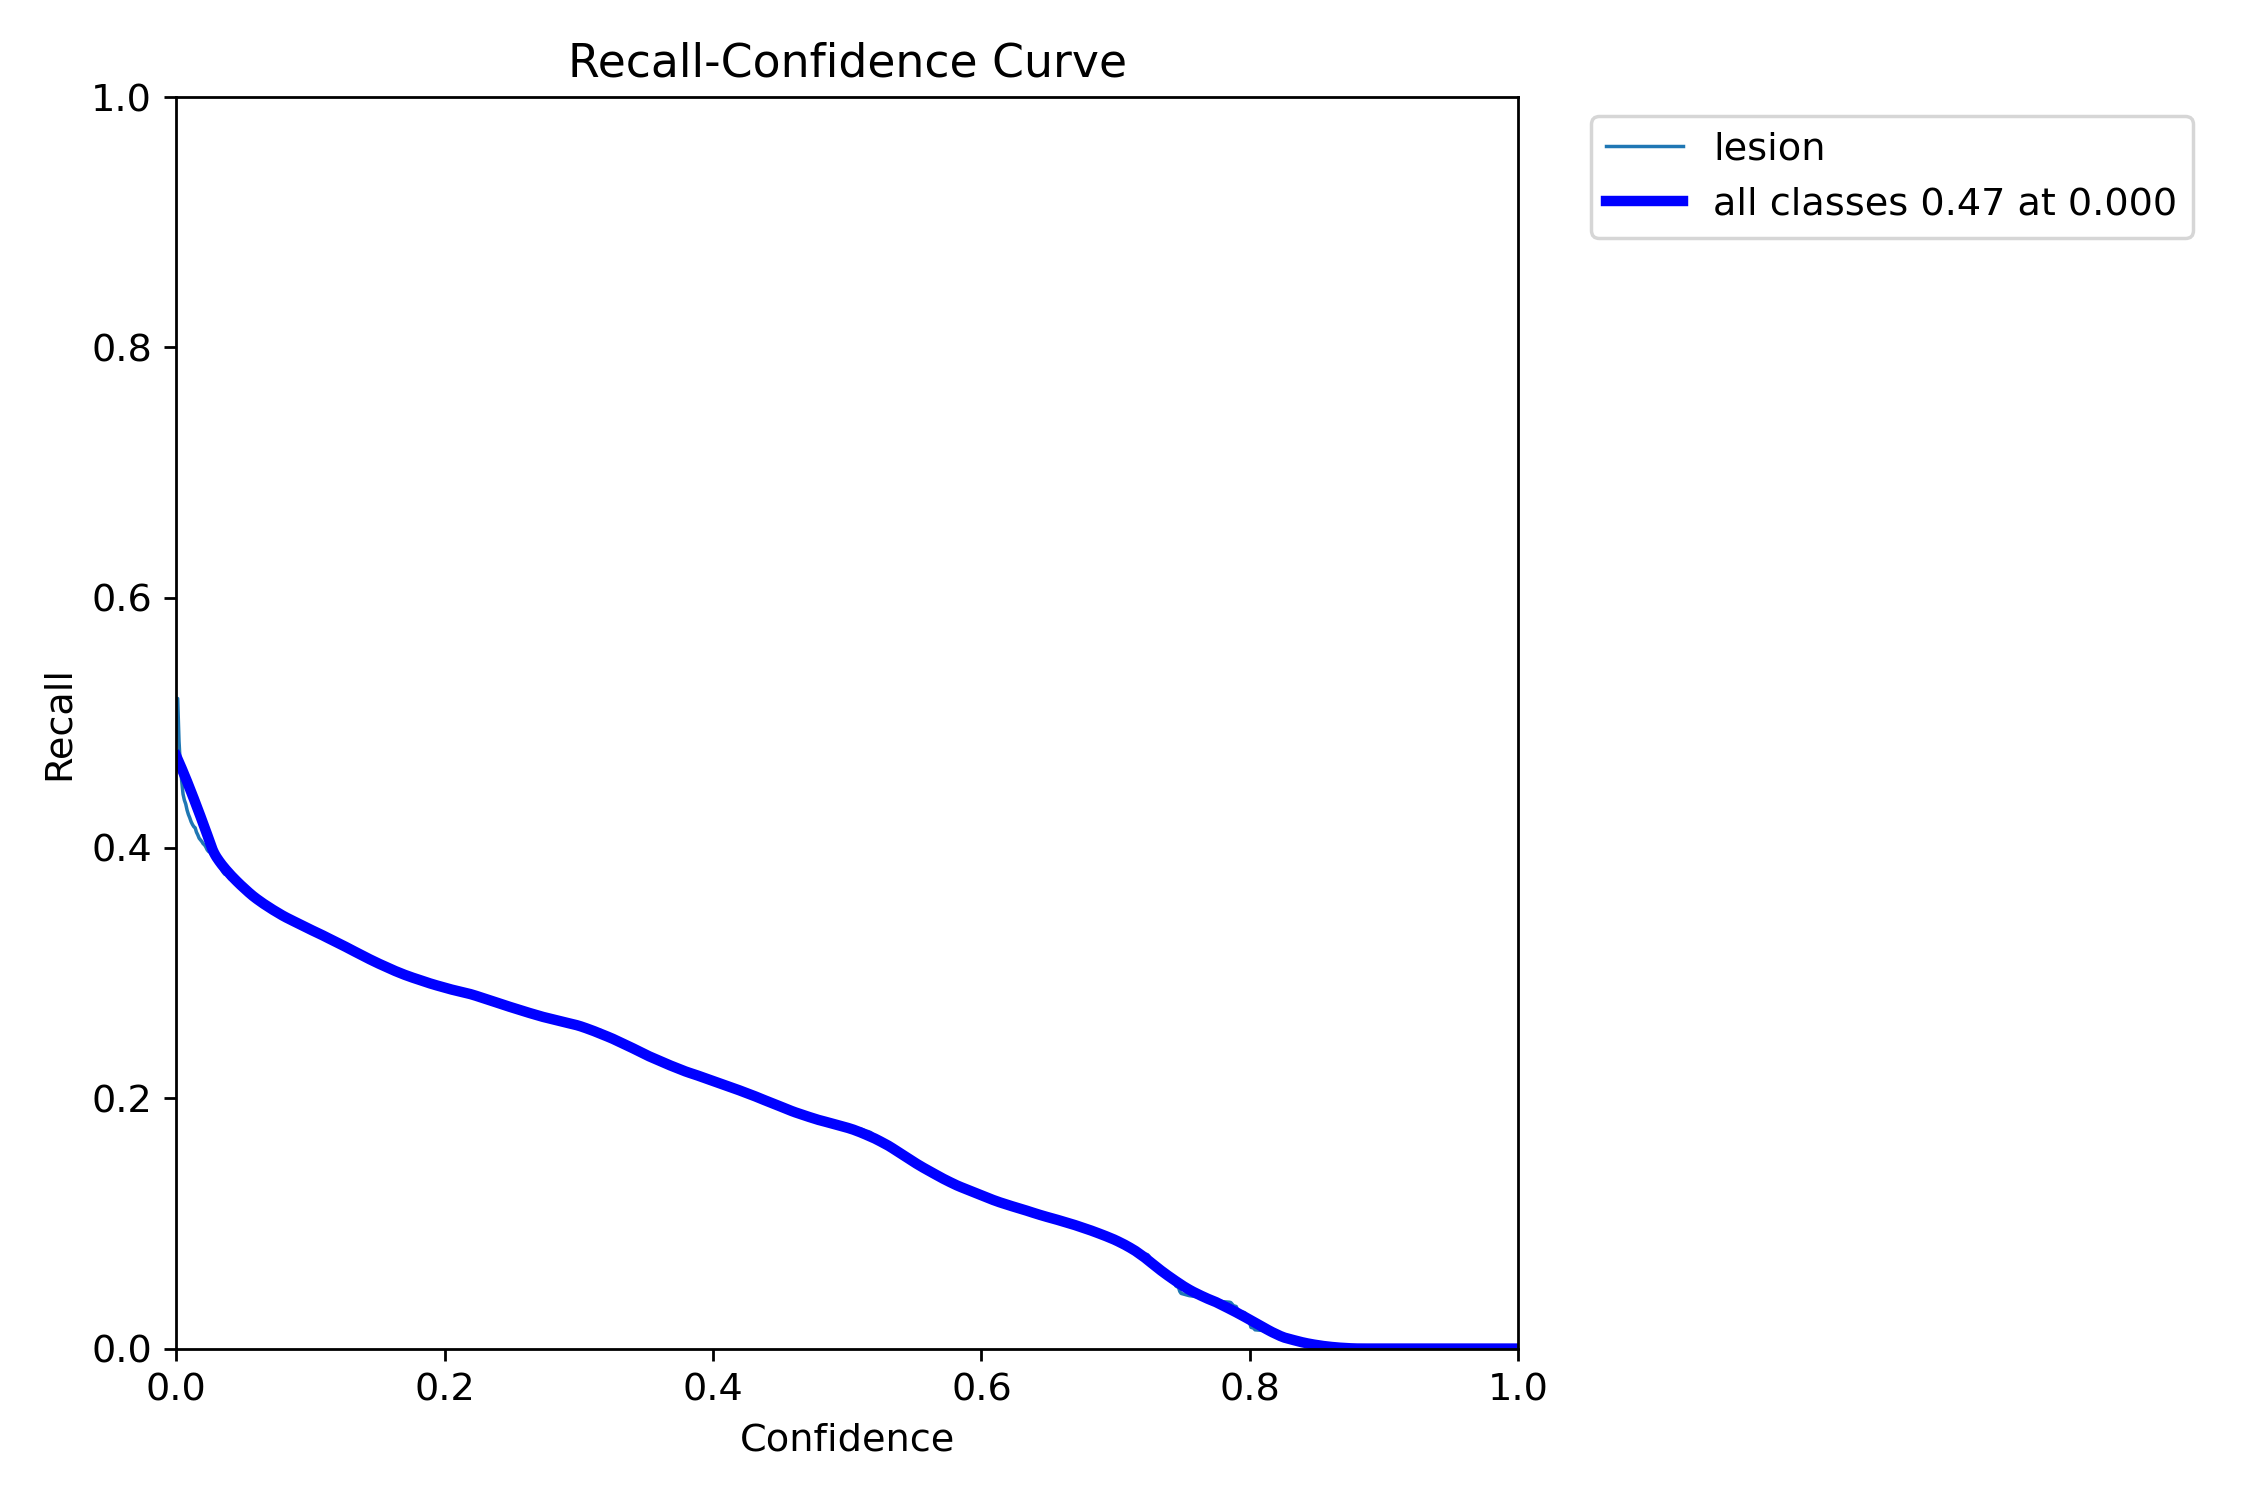 Recall-Confidence Curve
1.0
0.8
0.6
0.4
0.2
0.0
Recall
0.0 0.2 0.4 0.6 0.8 1.0
Confidence
lesion
all classes 0.47 at 0.000